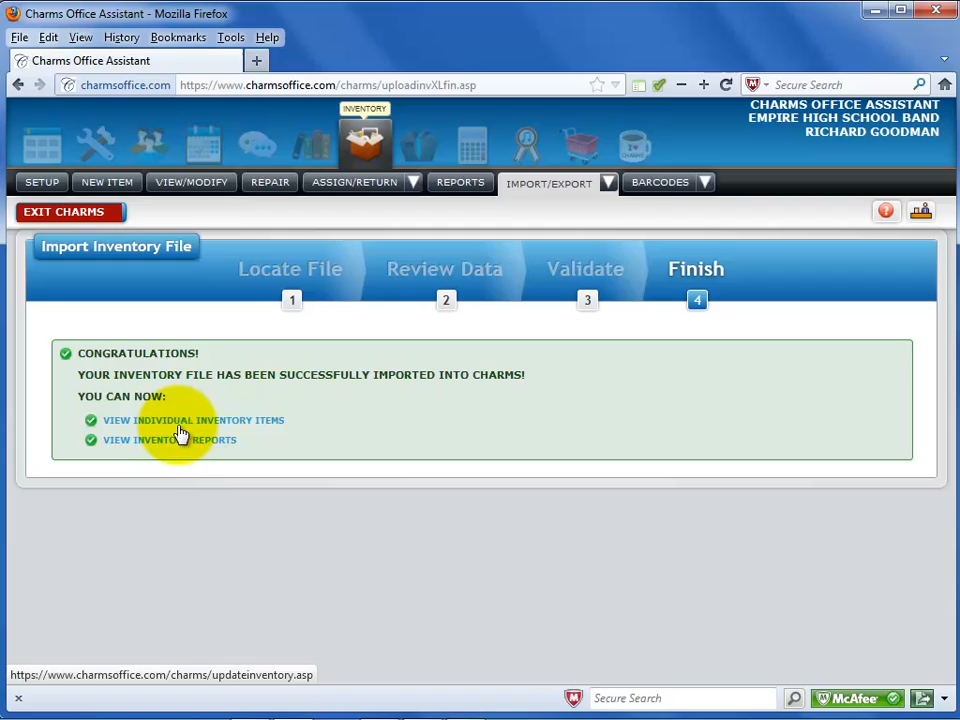 Charms Office Assistant - Mozilla Firefox
File Edit View History Bookmarks Tools Help
Charms Office Assistant
charmsoffice.com https://www.charmsoffice.com/charms/uploadinvXLfin.asp Secure Search
CHARMS OFFICE ASSISTANT
EMPIRE HIGH SCHOOL BAND
RICHARD GOODMAN
INVENTORY
I ♥ CHARMS
SETUP NEW ITEM VIEW/MODIFY REPAIR ASSIGN/RETURN REPORTS IMPORT/EXPORT BARCODES
EXIT CHARMS
Import Inventory File
Locate File Review Data Validate Finish
1 2 3 4
CONGRATULATIONS!
YOUR INVENTORY FILE HAS BEEN SUCCESSFULLY IMPORTED INTO CHARMS!
YOU CAN NOW:
VIEW INDIVIDUAL INVENTORY ITEMS
VIEW INVENTORY REPORTS
https://www.charmsoffice.com/charms/updateinventory.asp
Secure Search McAfee